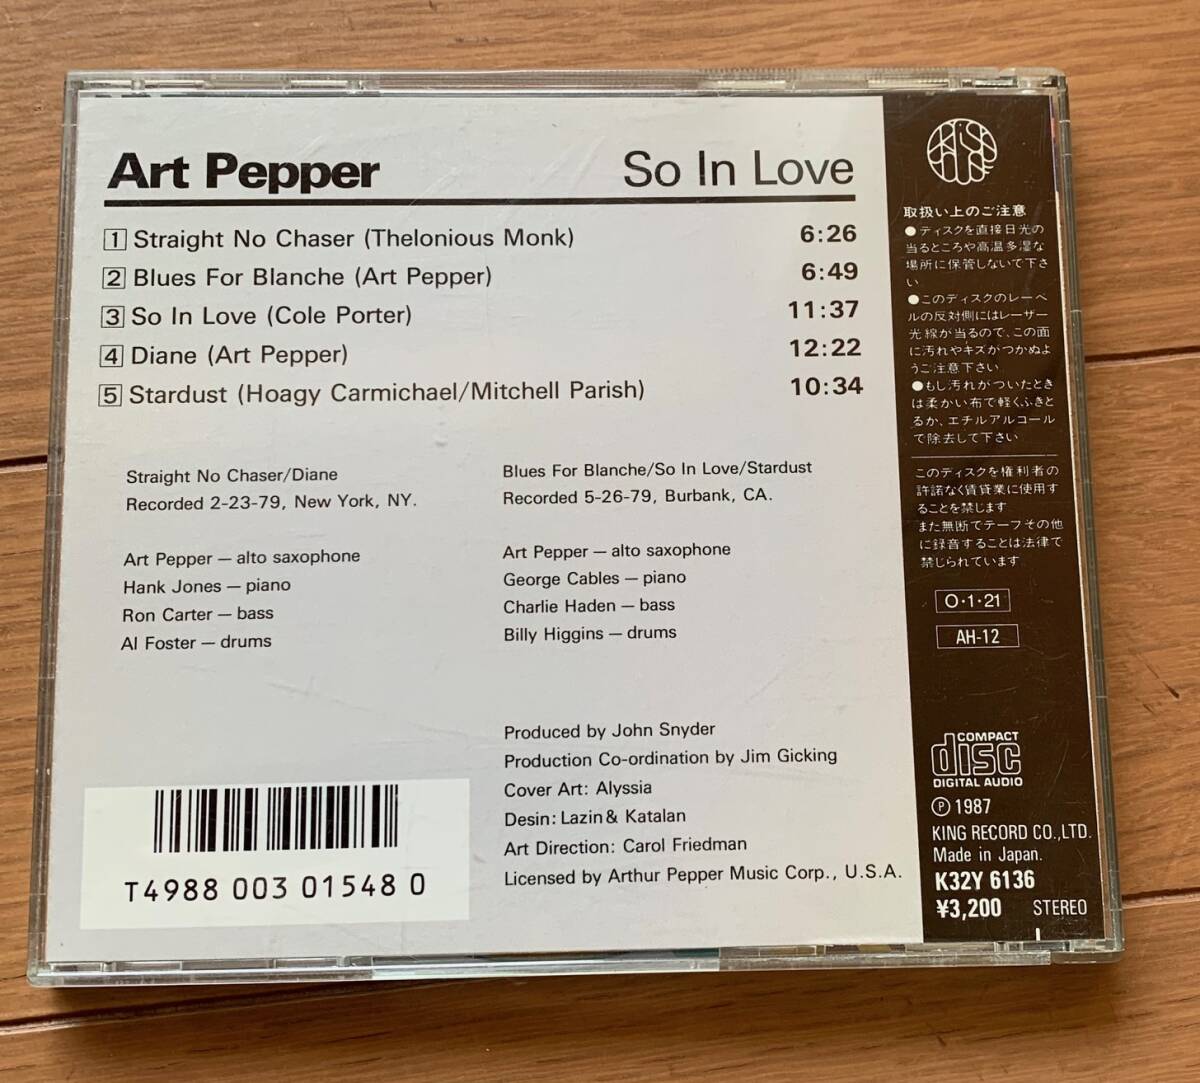 Art Pepper So In Love
1 Straight No Chaser (Thelonious Monk) 6:26
2 Blues For Blanche (Art Pepper) 6:49
3 So In Love (Cole Porter) 11:37
4 Diane (Art Pepper) 12:22
5 Stardust (Hoagy Carmichael/Mitchell Parish) 10:34
Straight No Chaser/Diane
Recorded 2-23-79, New York, NY.
Art Pepper — alto saxophone
Hank Jones — piano
Ron Carter — bass
Al Foster — drums
Blues For Blanche/So In Love/Stardust
Recorded 5-26-79, Burbank, CA.
Art Pepper — alto saxophone
George Cables — piano
Charlie Haden — bass
Billy Higgins — drums
Produced by John Snyder
Production Co-ordination by Jim Gicking
Cover Art: Alyssia
Desin: Lazin & Katalan
Art Direction: Carol Friedman
Licensed by Arthur Pepper Music Corp., U.S.A.
T4988 003 01548 0
取扱い上のご注意
●ディスクを直接日光の
当るところや高温多湿な
場所に保管しないで下さ
い
●このディスクのレーベ
ルの反対側にはレーザー
光線が当るので、この面
に汚れやキズがつかぬよ
うご注意下さい
●もし汚れがついたとき
は柔かい布で軽くふきと
るか、エチルアルコール
で除去して下さい
このディスクを権利者の
許諾なく賃貸業に使用す
ることを禁じます
また無断でテープその他
に録音することは法律で
禁じられています
O・1・21
AH-12
COMPACT
disc
DIGITAL AUDIO
Ⓟ 1987
KING RECORD CO.,LTD.
Made in Japan.
K32Y 6136
¥3,200 STEREO